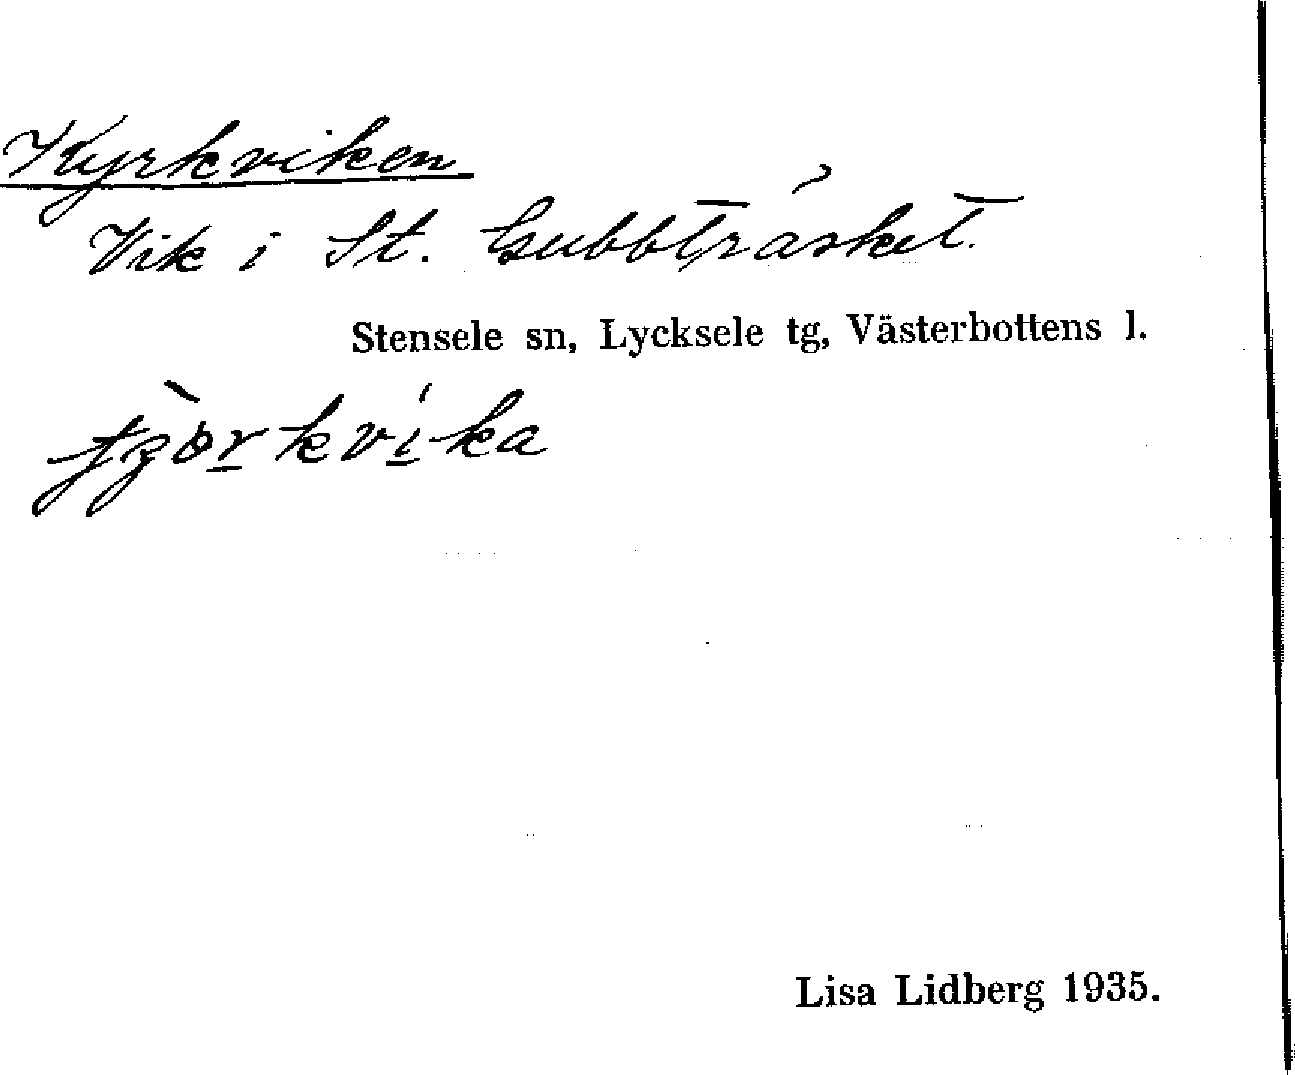 Kyrkviken
Vik i St. Gubbträsket.
Stensele sn, Lycksele tg, Västerbottens l.
Lisa Lidberg 1935.